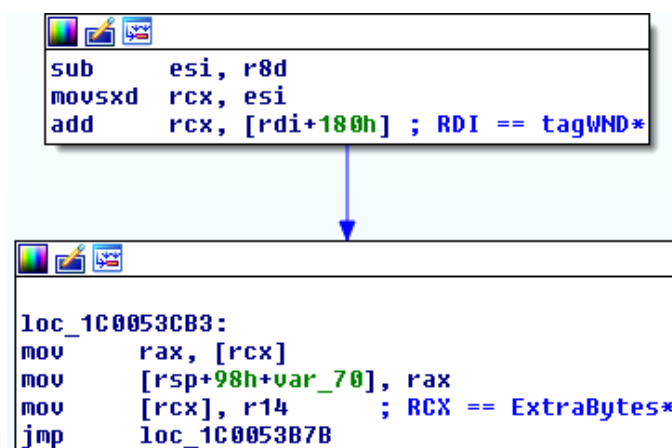 sub     esi, r8d
movsxd  rcx, esi
add     rcx, [rdi+180h] ; RDI == tagWND*
loc_1C0053CB3:
mov     rax, [rcx]
mov     [rsp+98h+var_70], rax
mov     [rcx], r14      ; RCX == ExtraBytes*
jmp     loc_1C0053B7B